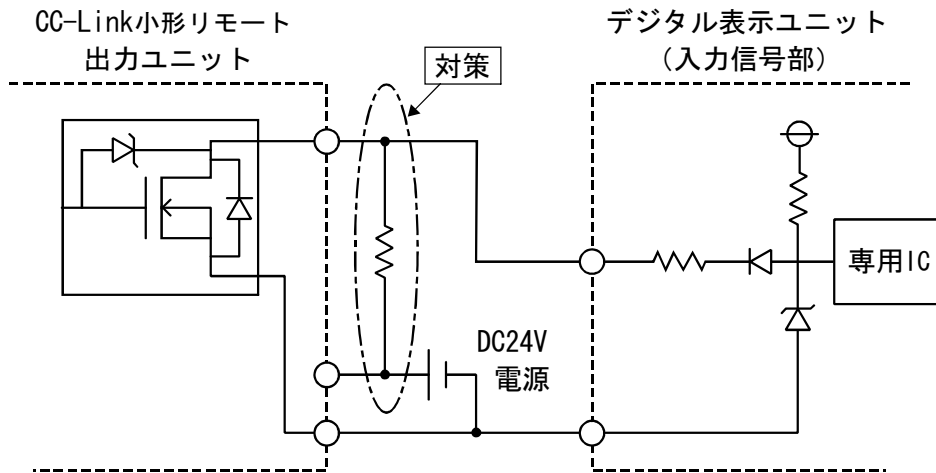 CC-Link小形リモート
出力ユニット
対策
デジタル表示ユニット
(入力信号部)
専用IC
DC24V
電源